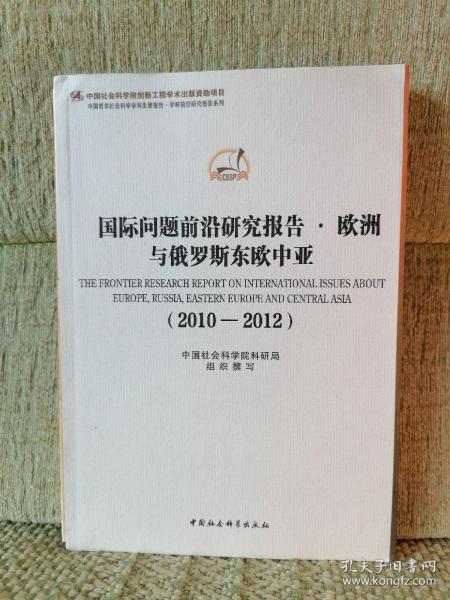 中国社会科学院创新工程学术出版资助项目
中国哲学社会科学学科发展报告·学科前沿研究报告系列
CSSP
国际问题前沿研究报告·欧洲
与俄罗斯东欧中亚
THE FRONTIER RESEARCH REPORT ON INTERNATIONAL ISSUES ABOUT
EUROPE, RUSSIA, EASTERN EUROPE AND CENTRAL ASIA
(2010—2012)
中国社会科学院科研局
组织撰写
中国社会科学出版社
孔夫子旧书网
www.kongfz.com